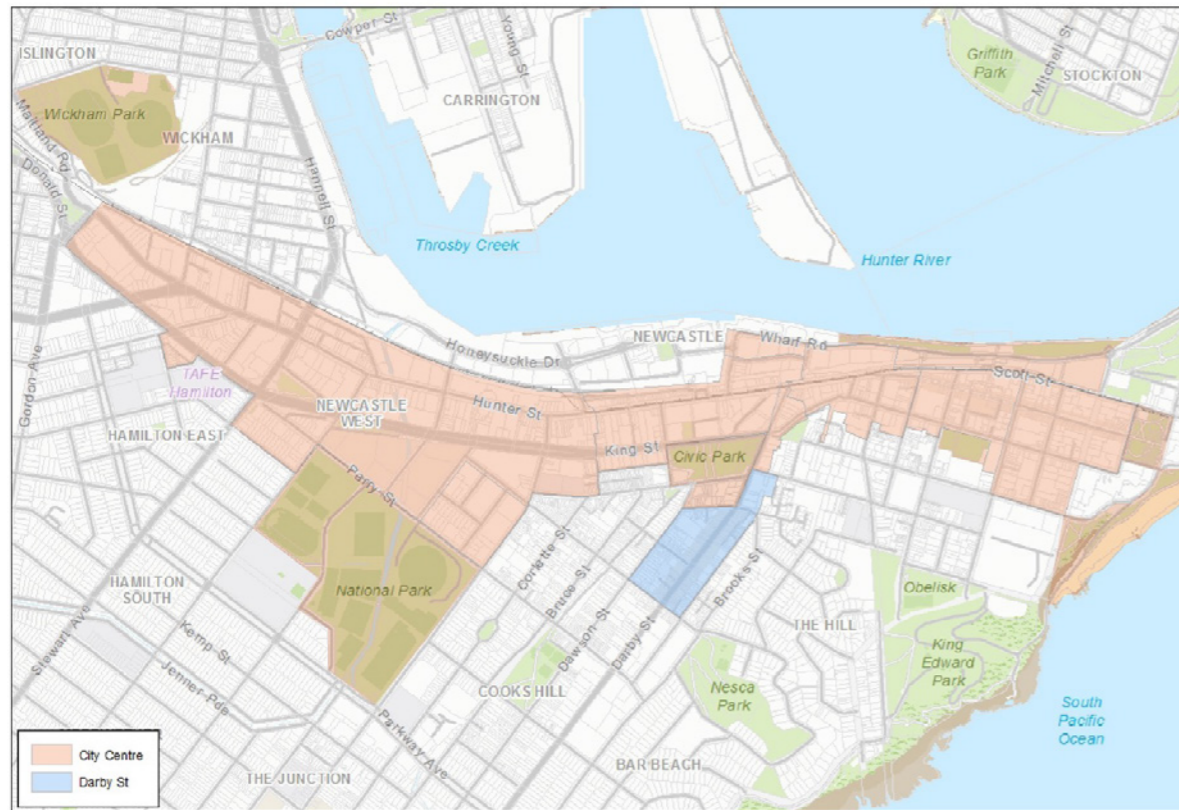 Cowper St
Young St
Mitchell St
Griffith
Park
STOCKTON
ISLINGTON
CARRINGTON
Wickham Park
Maitland Rd
WICKHAM
Donald St
Hannell St
Throsby Creek
Hunter River
NEWCASTLE
Wharf Rd
Honeysuckle Dr
Scott St
Gordon Ave
TAFE
Hamilton
NEWCASTLE
WEST
Hunter St
HAMILTON EAST
King St
Civic Park
Parry St
Corlette St
Bruce St
Dawson St
Darby St
Brooks St
National Park
HAMILTON
SOUTH
Obelisk
THE HILL
Stewart Ave
Kemp St
Jenner Pde
King
Edward
Park
COOKS HILL
Nesca
Park
South
Pacific
Ocean
Parkway Ave
BAR BEACH
THE JUNCTION
City Centre
Darby St